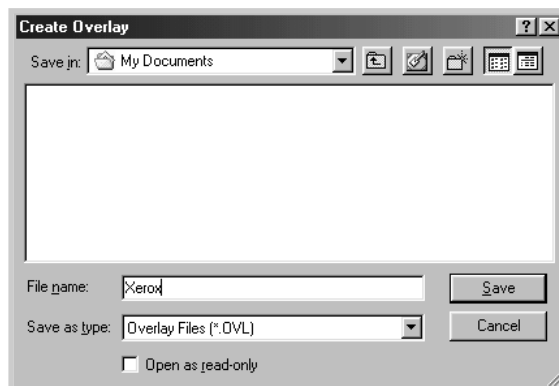 Create Overlay
Save in: My Documents
File name: Xerox Save
Save as type: Overlay Files (*.OVL) Cancel
Open as read-only